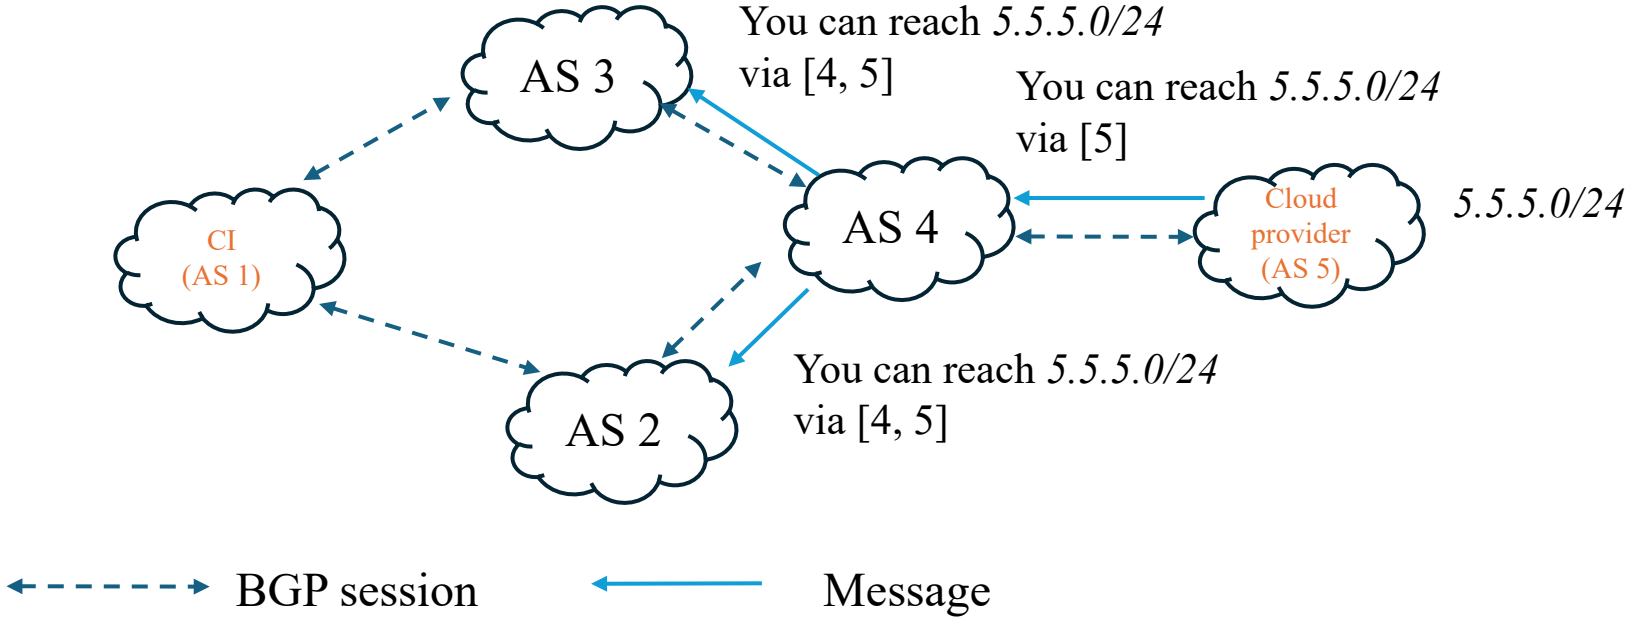 You can reach 5.5.5.0/24
via [4, 5]
AS 3
You can reach 5.5.5.0/24
via [5]
CI
(AS 1)
AS 4
Cloud
provider
(AS 5)
5.5.5.0/24
AS 2
You can reach 5.5.5.0/24
via [4, 5]
BGP session
Message